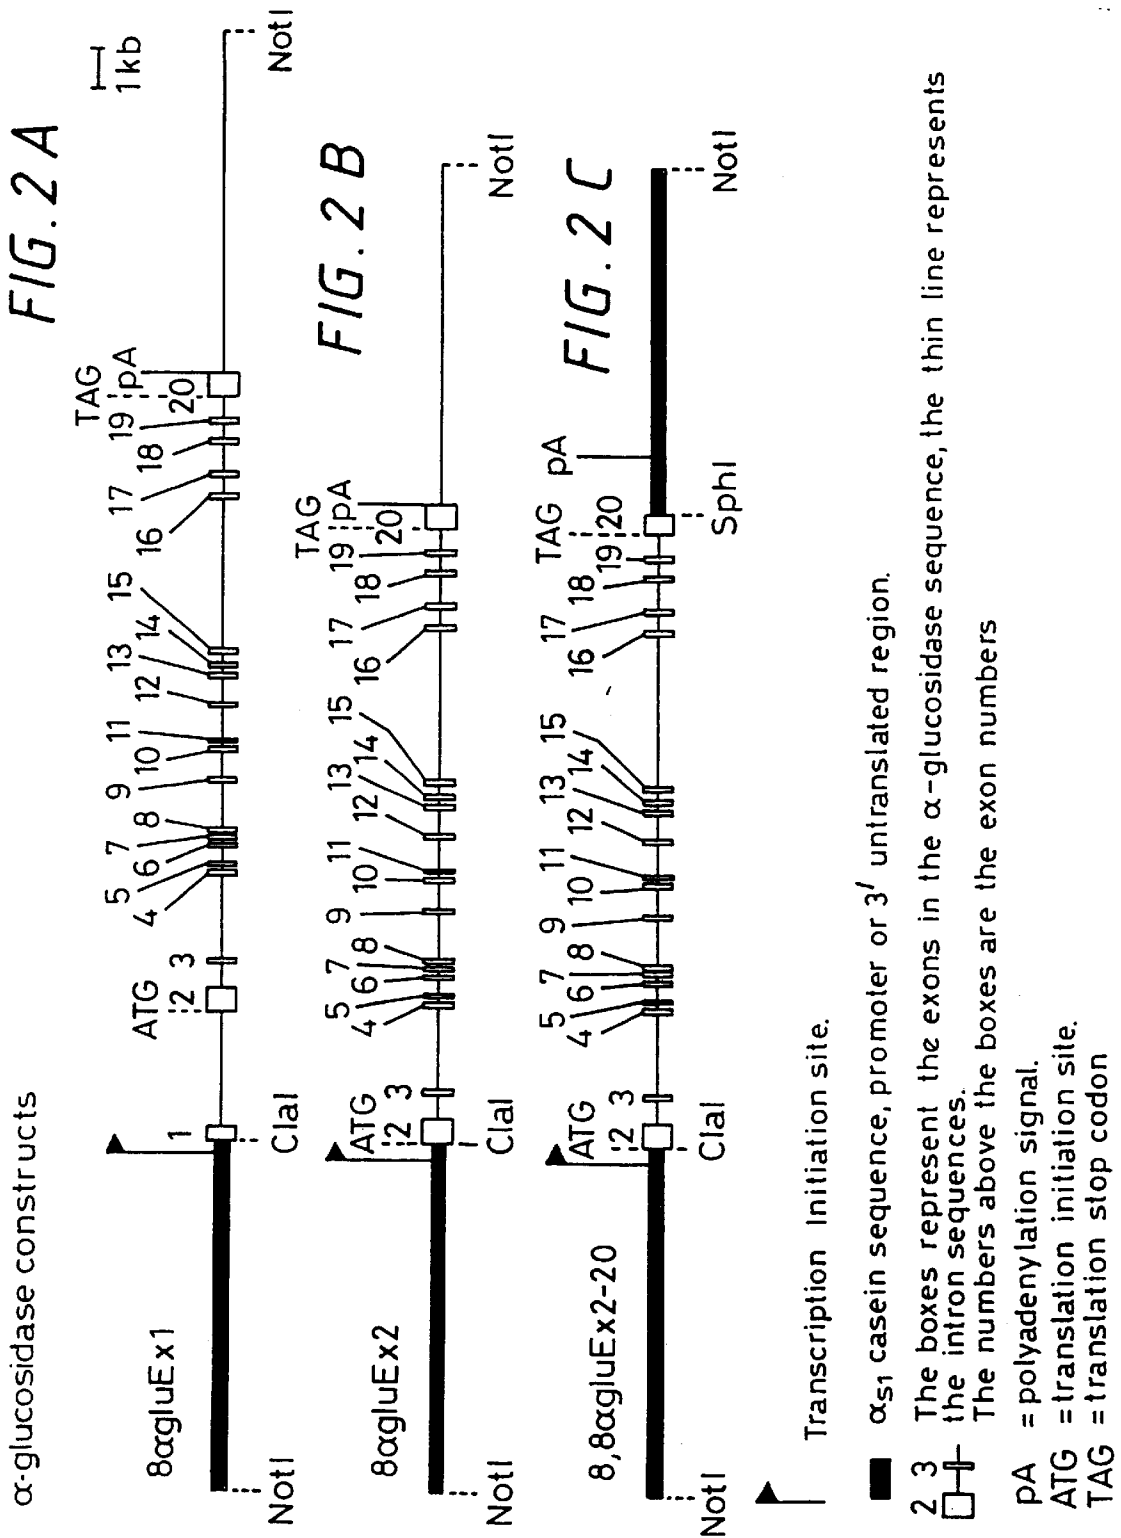 α-glucosidase constructs
FIG. 2 A
1kb
8αgluEx1
NotI
ClaI
NotI
ATG
TAG
pA
1 2 3 4 5 6 7 8 9 10 11 12 13 14 15 16 17 18 19 20
FIG. 2 B
8αgluEx2
NotI
ClaI
NotI
ATG
TAG
pA
2 3 4 5 6 7 8 9 10 11 12 13 14 15 16 17 18 19 20
FIG. 2 C
8,8αgluEx2-20
NotI
ClaI
SphI
NotI
ATG
TAG
pA
2 3 4 5 6 7 8 9 10 11 12 13 14 15 16 17 18 19 20
Transcription Initiation site.
αS1 casein sequence, promoter or 3′ untranslated region.
2 3 The boxes represent the exons in the α-glucosidase sequence, the thin line represents
the intron sequences.
The numbers above the boxes are the exon numbers
pA = polyadenylation signal.
ATG = translation initiation site.
TAG = translation stop codon